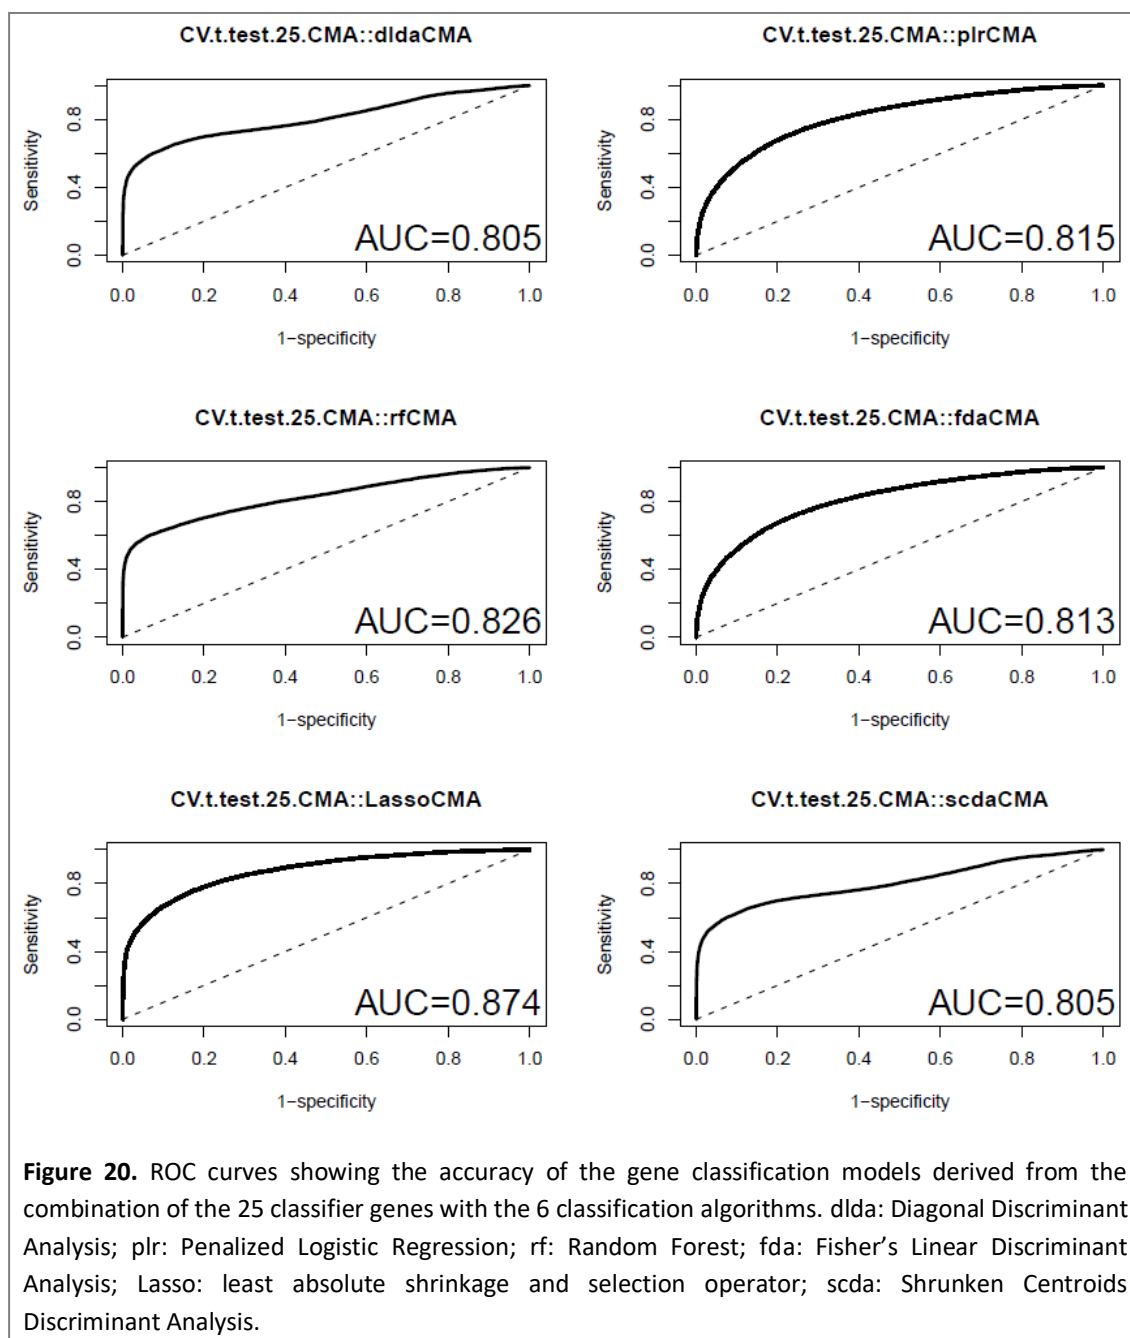 CV.t.test.25.CMA::dldaCMA
Sensitivity
0.8
0.4
0.0
AUC=0.805
0.0 0.2 0.4 0.6 0.8 1.0
1−specificity
CV.t.test.25.CMA::plrCMA
Sensitivity
0.8
0.4
0.0
AUC=0.815
0.0 0.2 0.4 0.6 0.8 1.0
1−specificity
CV.t.test.25.CMA::rfCMA
Sensitivity
0.8
0.4
0.0
AUC=0.826
0.0 0.2 0.4 0.6 0.8 1.0
1−specificity
CV.t.test.25.CMA::fdaCMA
Sensitivity
0.8
0.4
0.0
AUC=0.813
0.0 0.2 0.4 0.6 0.8 1.0
1−specificity
CV.t.test.25.CMA::LassoCMA
Sensitivity
0.8
0.4
0.0
AUC=0.874
0.0 0.2 0.4 0.6 0.8 1.0
1−specificity
CV.t.test.25.CMA::scdaCMA
Sensitivity
0.8
0.4
0.0
AUC=0.805
0.0 0.2 0.4 0.6 0.8 1.0
1−specificity
Figure 20. ROC curves showing the accuracy of the gene classification models derived from the
combination of the 25 classifier genes with the 6 classification algorithms. dlda: Diagonal Discriminant
Analysis; plr: Penalized Logistic Regression; rf: Random Forest; fda: Fisher’s Linear Discriminant
Analysis; Lasso: least absolute shrinkage and selection operator; scda: Shrunken Centroids
Discriminant Analysis.